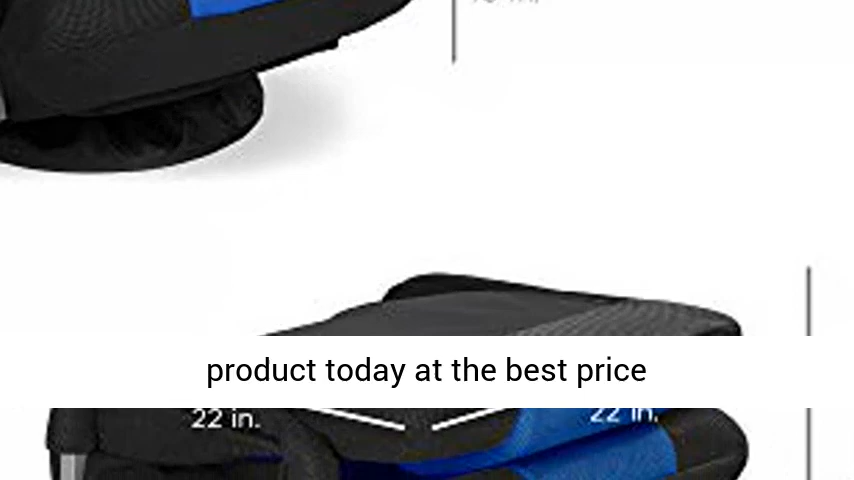 product today at the best price
22 in. 22 in.